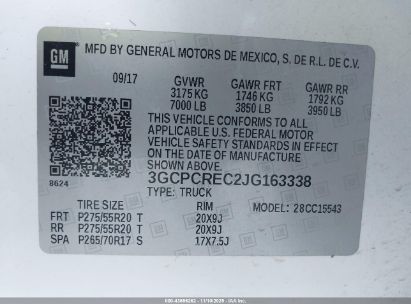 GM
MFD BY GENERAL MOTORS DE MEXICO, S. DE R.L. DE C.V.
09/17 GVWR GAWR FRT GAWR RR
3175 KG 1746 KG 1792 KG
7000 LB 3850 LB 3950 LB
THIS VEHICLE CONFORMS TO ALL
APPLICABLE U.S. FEDERAL MOTOR
VEHICLE SAFETY STANDARDS IN EFFECT
ON THE DATE OF MANUFACTURE
SHOWN ABOVE.
8624
3GCPCREC2JG163338
TYPE: TRUCK
MODEL: 28CC15543
TIRE SIZE RIM
FRT P275/55R20 T 20X9J
RR P275/55R20 T 20X9J
SPA P265/70R17 S 17X7.5J